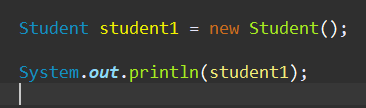 Student student1 = new Student();
System.out.println(student1);